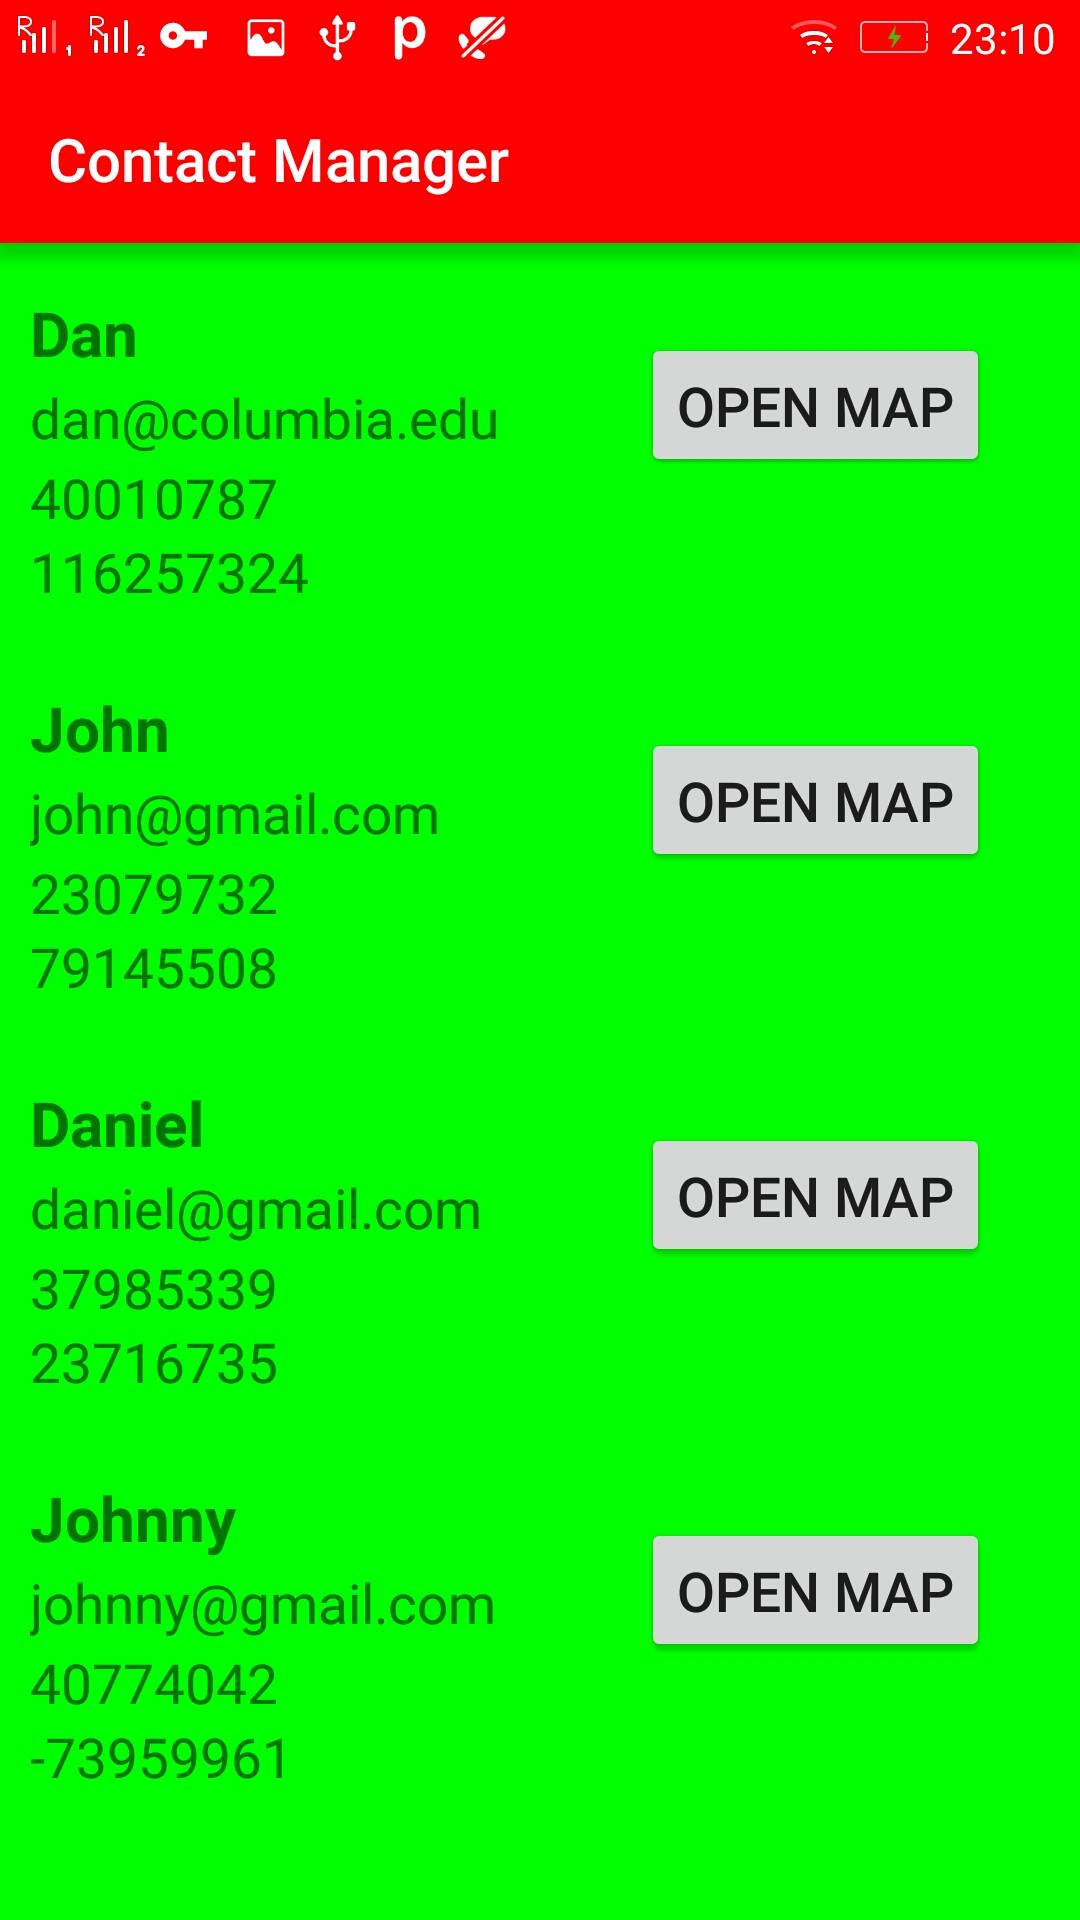 R 1 R 2 p 23:10
Contact Manager
Dan
dan@columbia.edu
40010787
116257324
OPEN MAP
John
john@gmail.com
23079732
79145508
OPEN MAP
Daniel
daniel@gmail.com
37985339
23716735
OPEN MAP
Johnny
johnny@gmail.com
40774042
-73959961
OPEN MAP